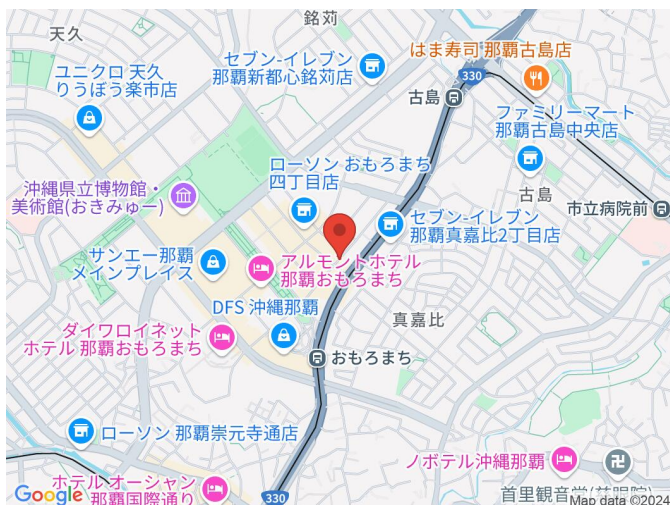 天久
銘苅
セブン-イレブン
那覇新都心銘苅店
はま寿司 那覇古島店
330
ユニクロ 天久
りうぼう楽市店
古島
ファミリーマート
那覇古島中央店
ローソン おもろまち
四丁目店
沖縄県立博物館・
美術館(おきみゅー)
古島
市立病院前
セブン-イレブン
那覇真嘉比2丁目店
サンエー那覇
メインプレイス
アルモントホテル
那覇おもろまち
DFS 沖縄那覇
真嘉比
ダイワロイネット
ホテル 那覇おもろまち
おもろまち
ローソン 那覇崇元寺通店
ノボテル沖縄那覇
ホテル オーシャン
那覇国際通り
330
首里観音堂(慈眼院)
Google
Map data ©2024